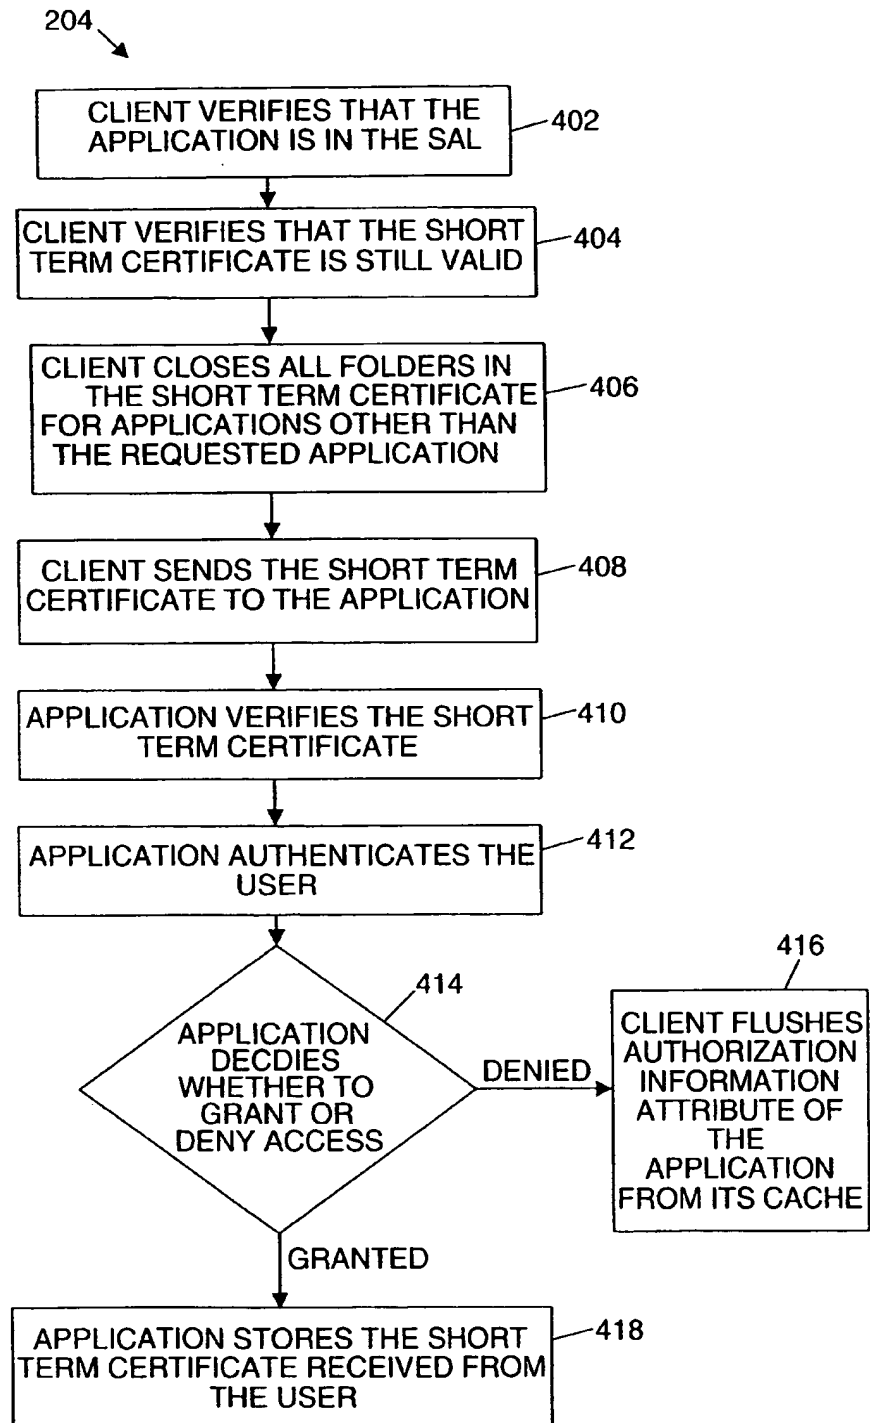 204
CLIENT VERIFIES THAT THE
APPLICATION IS IN THE SAL
402
CLIENT VERIFIES THAT THE SHORT
TERM CERTIFICATE IS STILL VALID
404
CLIENT CLOSES ALL FOLDERS IN
THE SHORT TERM CERTIFICATE
FOR APPLICATIONS OTHER THAN
THE REQUESTED APPLICATION
406
CLIENT SENDS THE SHORT TERM
CERTIFICATE TO THE APPLICATION
408
APPLICATION VERIFIES THE SHORT
TERM CERTIFICATE
410
APPLICATION AUTHENTICATES THE
USER
412
APPLICATION
DECDIES
WHETHER TO
GRANT OR
DENY ACCESS
414
DENIED
416
CLIENT FLUSHES
AUTHORIZATION
INFORMATION
ATTRIBUTE OF
THE
APPLICATION
FROM ITS CACHE
GRANTED
APPLICATION STORES THE SHORT
TERM CERTIFICATE RECEIVED FROM
THE USER
418